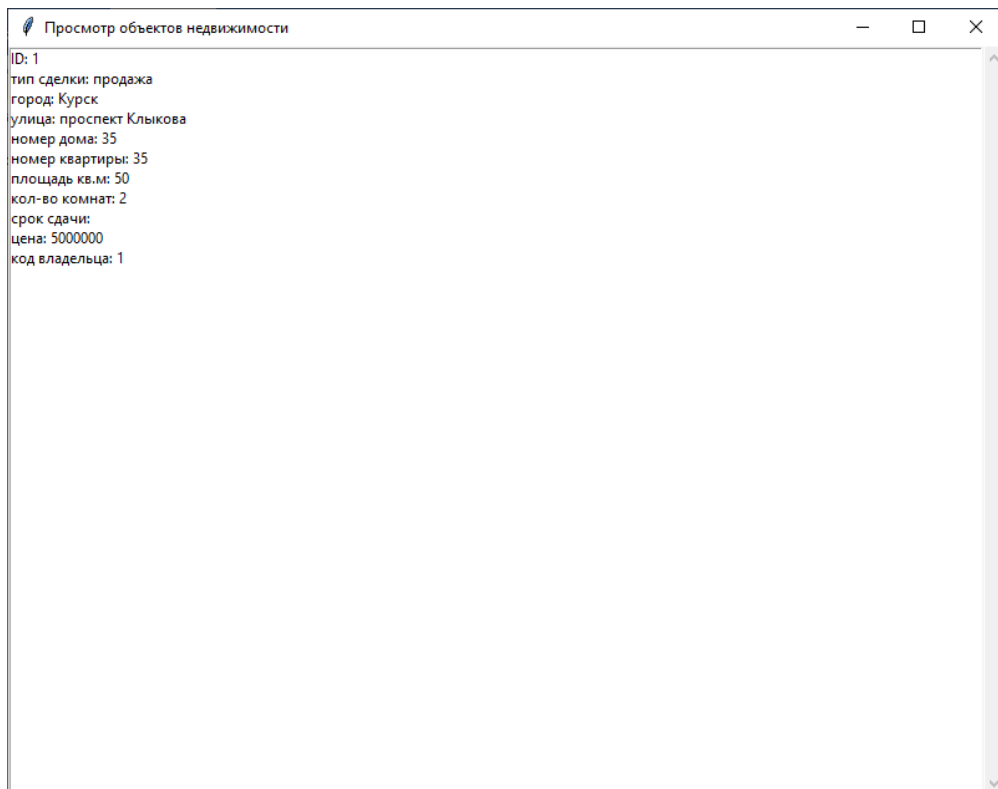 Просмотр объектов недвижимости
ID: 1
тип сделки: продажа
город: Курск
улица: проспект Клыкова
номер дома: 35
номер квартиры: 35
площадь кв.м: 50
кол-во комнат: 2
срок сдачи:
цена: 5000000
код владельца: 1